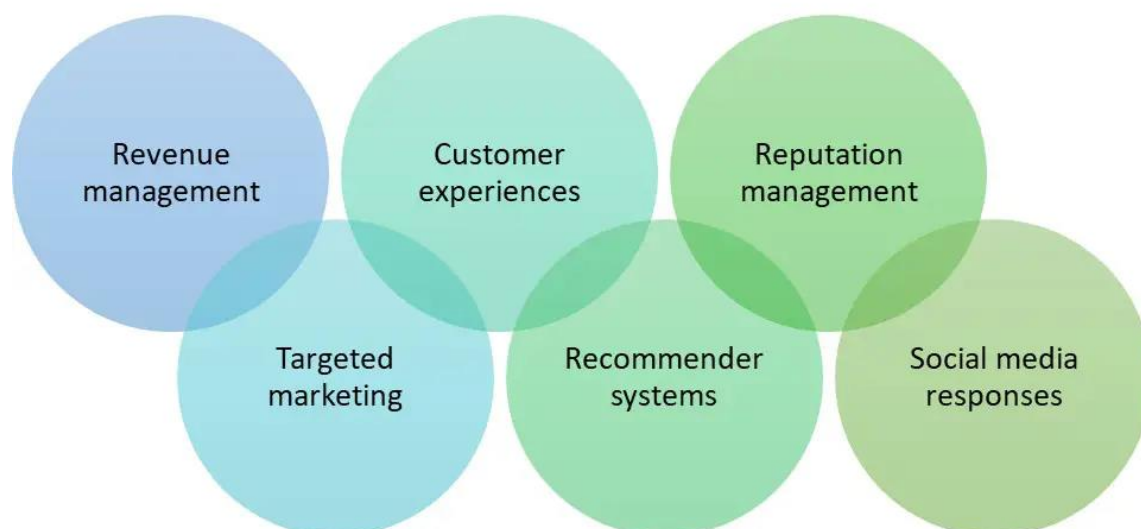 Revenue
management
Customer
experiences
Reputation
management
Targeted
marketing
Recommender
systems
Social media
responses